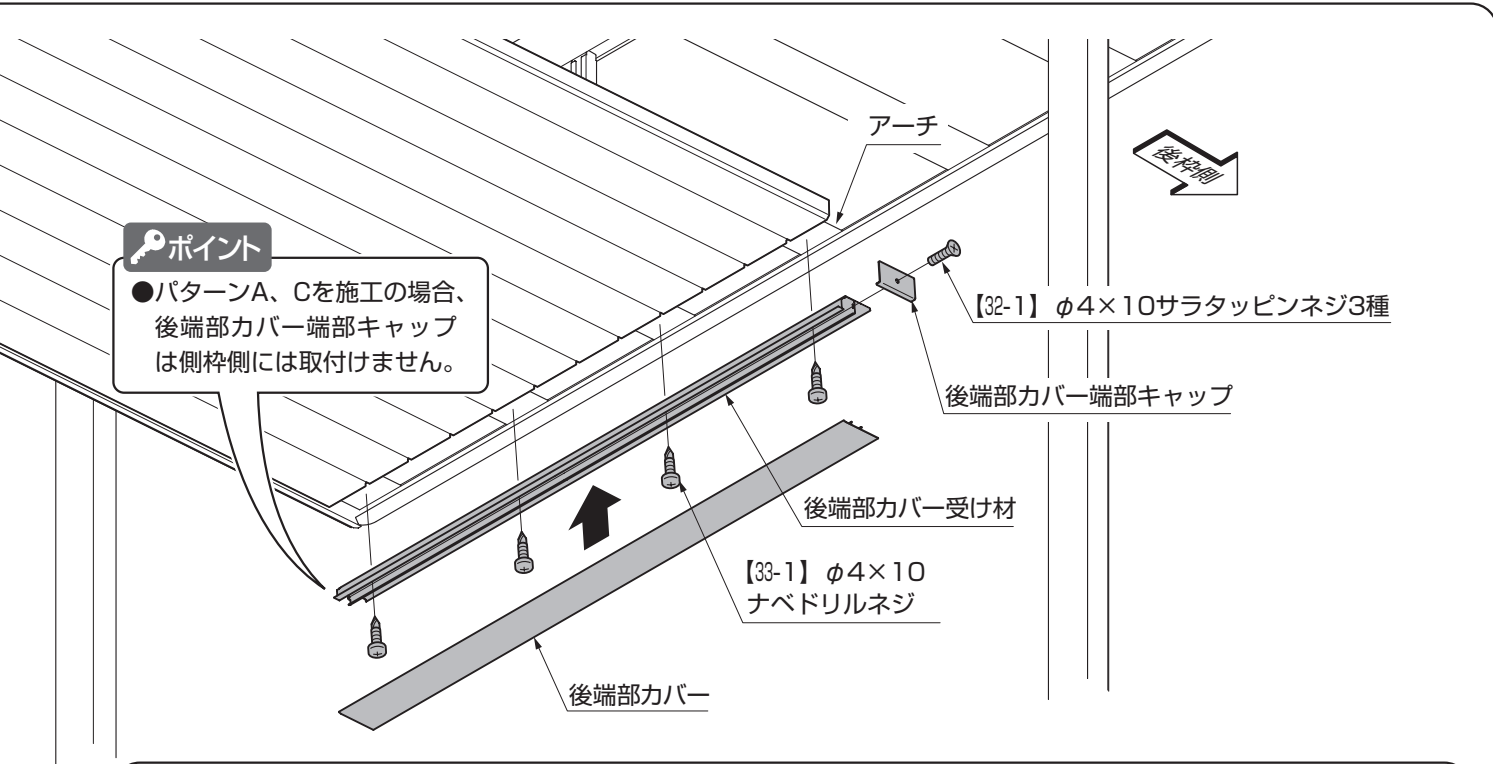 アーチ
後枠側
ポイント
●パターンA、Cを施工の場合、
後端部カバー端部キャップ
は側枠側には取付けません。
【32-1】φ4×10サラタッピンネジ3種
後端部カバー端部キャップ
後端部カバー受け材
【33-1】φ4×10
ナベドリルネジ
後端部カバー